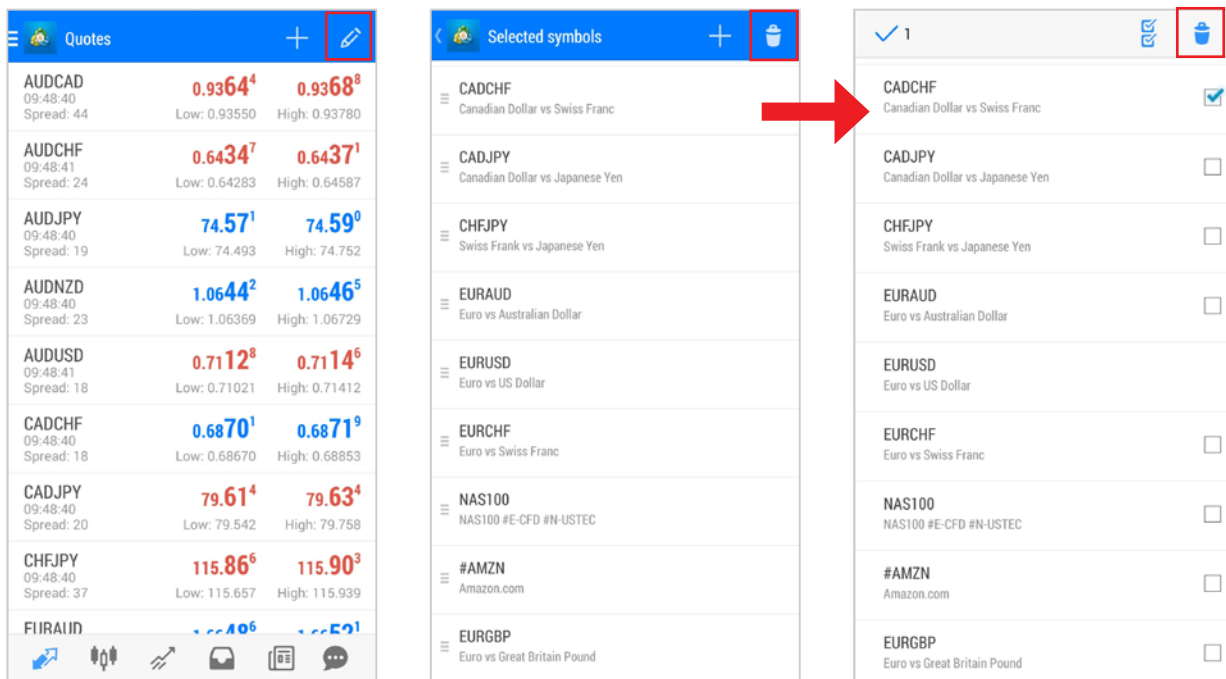 Quotes
AUDCAD
09:48:40
Spread: 44
0.93644
Low: 0.93550
0.93688
High: 0.93780
AUDCHF
09:48:41
Spread: 24
0.64347
Low: 0.64283
0.64371
High: 0.64587
AUDJPY
09:48:40
Spread: 19
74.571
Low: 74.493
74.590
High: 74.752
AUDNZD
09:48:40
Spread: 23
1.06442
Low: 1.06369
1.06465
High: 1.06729
AUDUSD
09:48:41
Spread: 18
0.71128
Low: 0.71021
0.71146
High: 0.71412
CADCHF
09:48:40
Spread: 18
0.68701
Low: 0.68670
0.68719
High: 0.68853
CADJPY
09:48:40
Spread: 20
79.614
Low: 79.542
79.634
High: 79.758
CHFJPY
09:48:40
Spread: 37
115.866
Low: 115.657
115.903
High: 115.939
EURAUD
Selected symbols
CADCHF
Canadian Dollar vs Swiss Franc
CADJPY
Canadian Dollar vs Japanese Yen
CHFJPY
Swiss Frank vs Japanese Yen
EURAUD
Euro vs Australian Dollar
EURUSD
Euro vs US Dollar
EURCHF
Euro vs Swiss Franc
NAS100
NAS100 #E-CFD #N-USTEC
#AMZN
Amazon.com
EURGBP
Euro vs Great Britain Pound
1
CADCHF
Canadian Dollar vs Swiss Franc
CADJPY
Canadian Dollar vs Japanese Yen
CHFJPY
Swiss Frank vs Japanese Yen
EURAUD
Euro vs Australian Dollar
EURUSD
Euro vs US Dollar
EURCHF
Euro vs Swiss Franc
NAS100
NAS100 #E-CFD #N-USTEC
#AMZN
Amazon.com
EURGBP
Euro vs Great Britain Pound